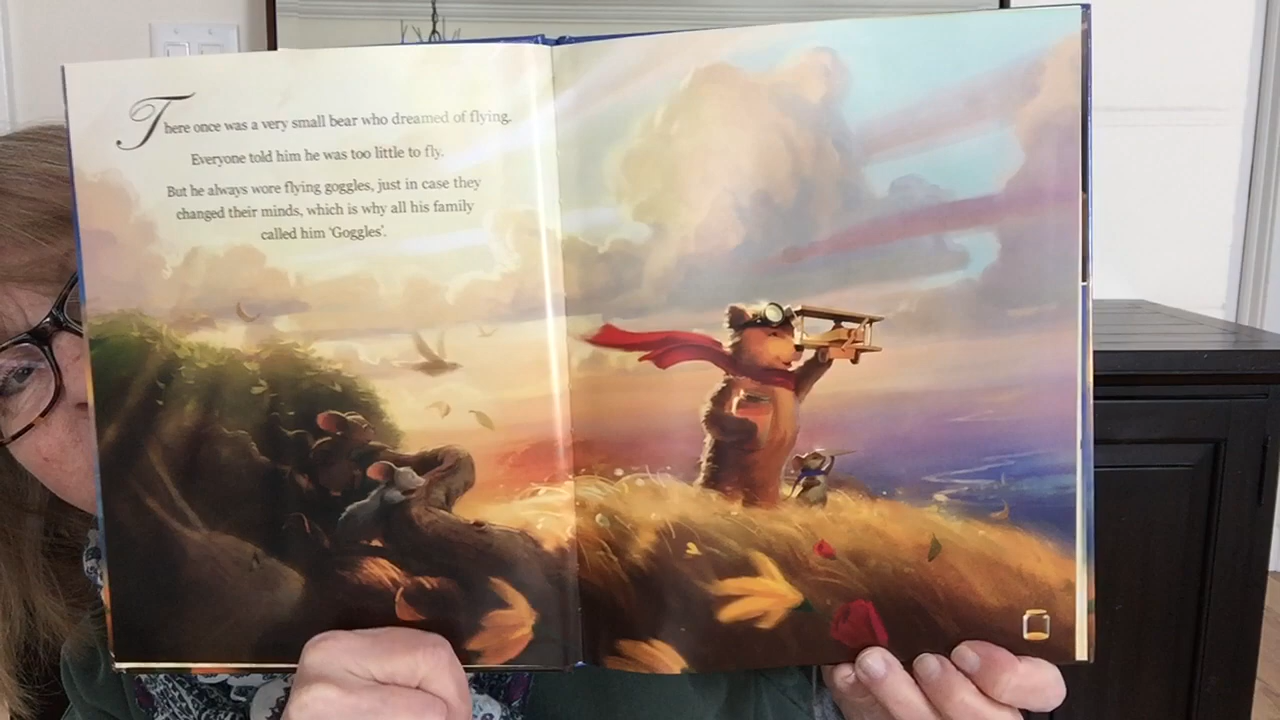 There once was a very small bear who dreamed of flying.
Everyone told him he was too little to fly.
But he always wore flying goggles, just in case they
changed their minds, which is why all his family
called him ‘Goggles’.